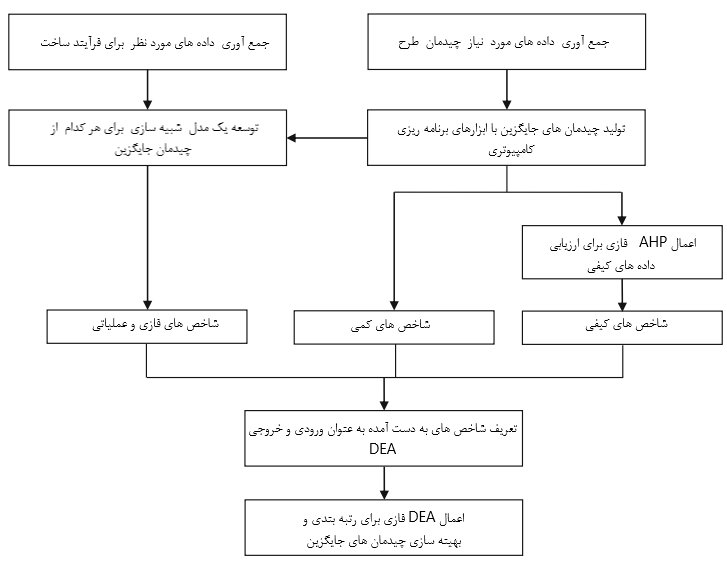 جمع آوری داده های مورد نیاز چیدمان طرح
جمع آوری داده های مورد نظر برای فرآیند ساخت
تولید چیدمان های جایگزین با ابزارهای برنامه ریزی
کامپیوتری
توسعه یک مدل شبیه سازی برای هر کدام از
چیدمان جایگزین
اعمال AHP فازی برای ارزیابی
داده های کیفی
شاخص های کیفی
شاخص های کمی
شاخص های فازی و عملیاتی
تعریف شاخص های به دست آمده به عنوان ورودی و خروجی
DEA
اعمال DEA فازی برای رتبه بندی و
بهینه سازی چیدمان های جایگزین